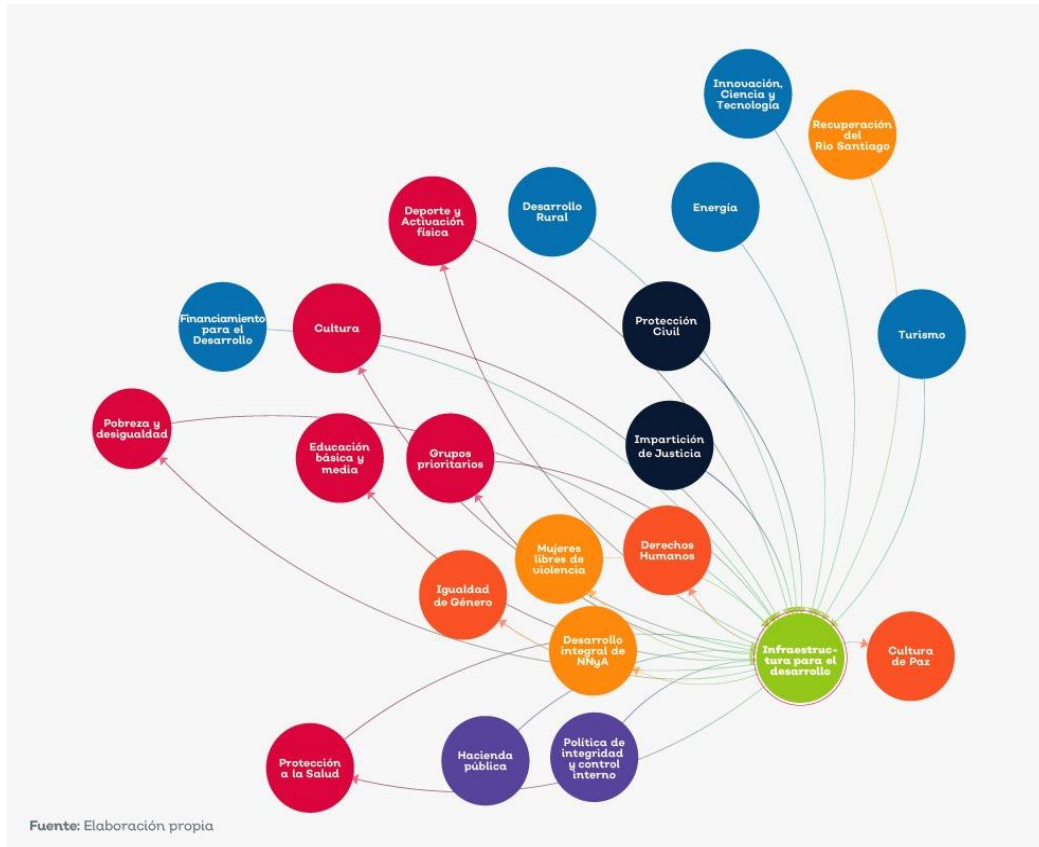 Innovación,
Ciencia y
Tecnología
Recuperación
del
Rio Santiago
Deporte y
Activación
física
Desarrollo
Rural
Energía
Financiamiento
para el
Desarrollo
Cultura
Protección
Civil
Turismo
Pobreza y
desigualdad
Educación
básica y
media
Grupos
prioritarios
Impartición
de Justicia
Mujeres
libres de
violencia
Derechos
Humanos
Igualdad
de Género
Desarrollo
integral de
NNyA
Infraestruc-
tura para el
desarrollo
Cultura
de Paz
Protección
a la Salud
Hacienda
pública
Política de
integridad
y control
interno
Fuente: Elaboración propia